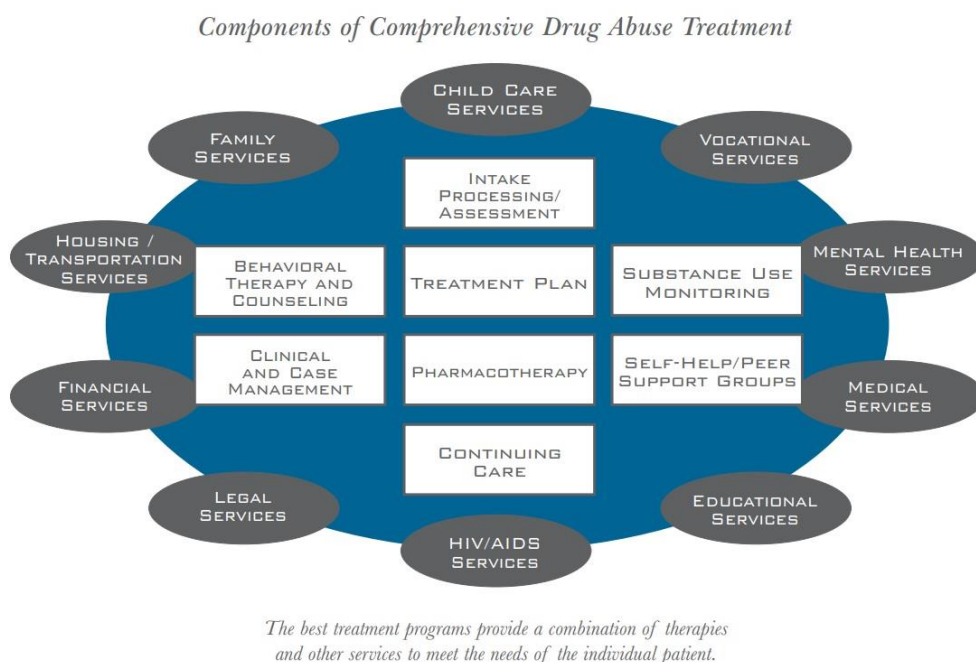 Components of Comprehensive Drug Abuse Treatment
CHILD CARE
SERVICES
FAMILY
SERVICES
VOCATIONAL
SERVICES
INTAKE
PROCESSING/
ASSESSMENT
HOUSING /
TRANSPORTATION
SERVICES
BEHAVIORAL
THERAPY AND
COUNSELING
TREATMENT PLAN
SUBSTANCE USE
MONITORING
MENTAL HEALTH
SERVICES
FINANCIAL
SERVICES
CLINICAL
AND CASE
MANAGEMENT
PHARMACOTHERAPY
SELF-HELP/PEER
SUPPORT GROUPS
MEDICAL
SERVICES
CONTINUING
CARE
LEGAL
SERVICES
EDUCATIONAL
SERVICES
HIV/AIDS
SERVICES
The best treatment programs provide a combination of therapies
and other services to meet the needs of the individual patient.